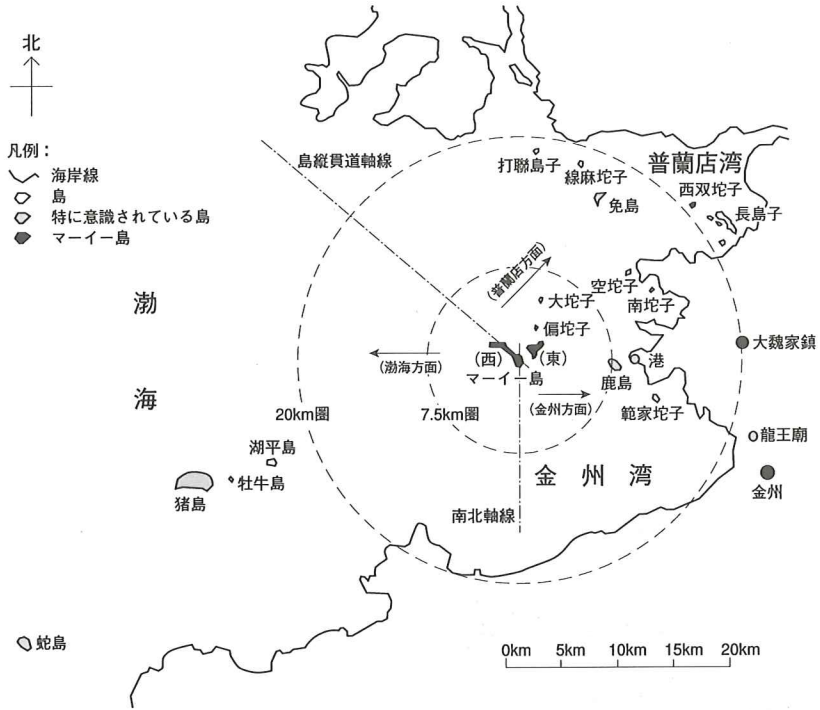 北
凡例：
海岸線
島
特に意識されている島
マーイー島
島縦貫道軸線
打聯島子
線麻坨子
普蘭店湾
西双坨子
免島
長島子
(普蘭店方面)
空坨子
大坨子
南坨子
渤
偏坨子
大魏家鎮
(西)
(東)
港
(渤海方面)
マーイー島
鹿島
海
(金州方面)
範家坨子
20km圏
7.5km圏
龍王廟
湖平島
金州湾
牡牛島
金州
猪島
南北軸線
蛇島
0km 5km 10km 15km 20km